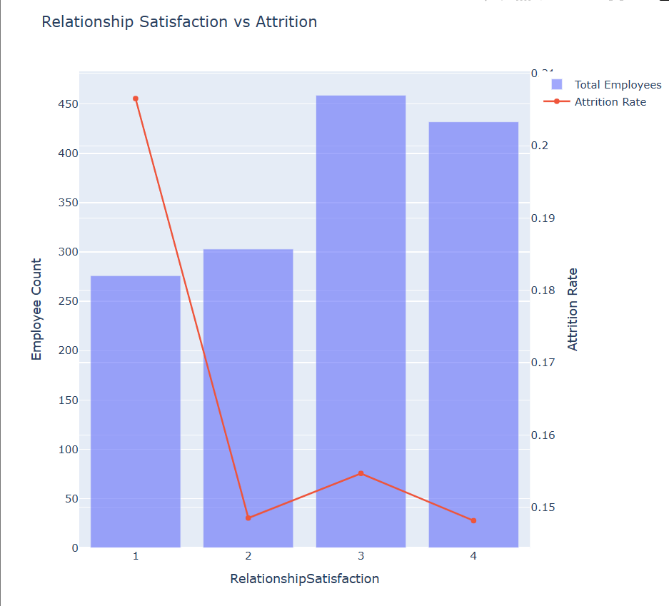 Relationship Satisfaction vs Attrition
Total Employees
Attrition Rate
450
400
350
300
250
200
150
100
50
0
Employee Count
0.2
0.19
0.18
0.17
0.16
0.15
Attrition Rate
1 2 3 4
RelationshipSatisfaction